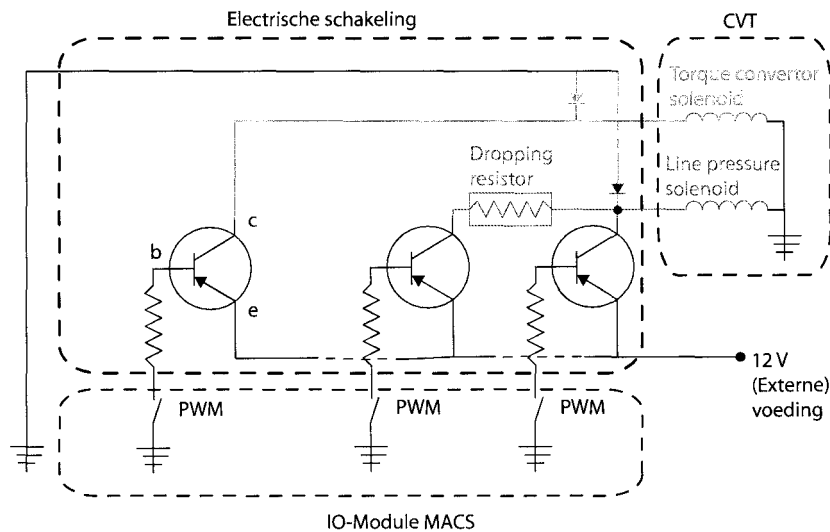 Electrische schakeling
CVT
Torque convertor
solenoid
Dropping
resistor
Line pressure
solenoid
c
b
e
12 V
(Externe)
voeding
PWM
PWM
PWM
IO-Module MACS